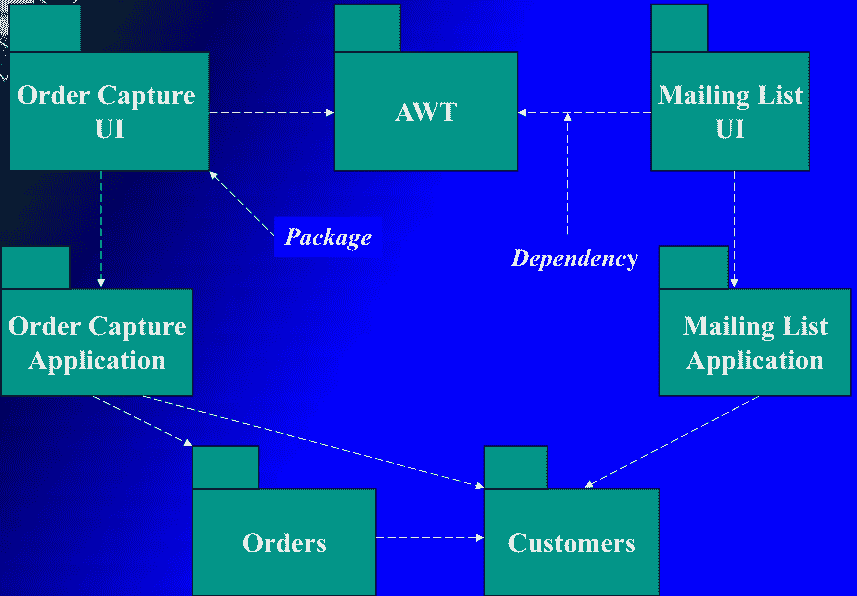 Order Capture
UI
AWT
Mailing List
UI
Package
Dependency
Order Capture
Application
Mailing List
Application
Orders
Customers